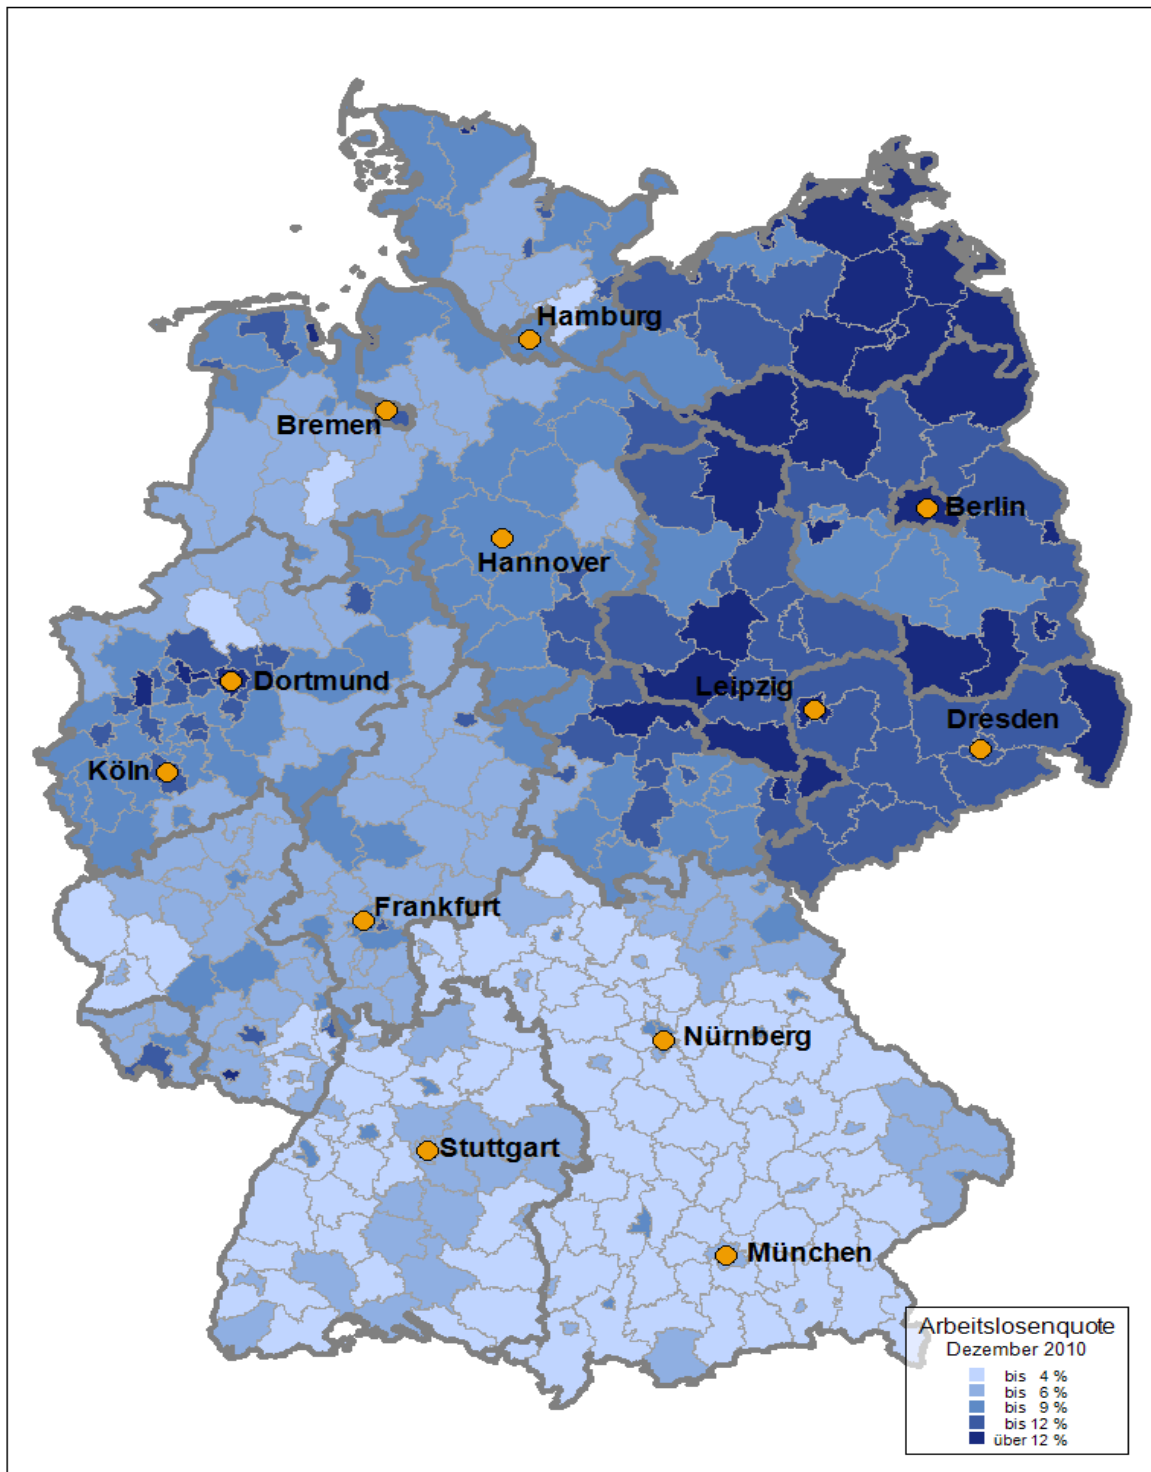 Hamburg
Bremen
Berlin
Hannover
Dortmund
Leipzig
Dresden
Köln
Frankfurt
Nürnberg
Stuttgart
München
Arbeitslosenquote
Dezember 2010
bis 4 %
bis 6 %
bis 9 %
bis 12 %
über 12 %